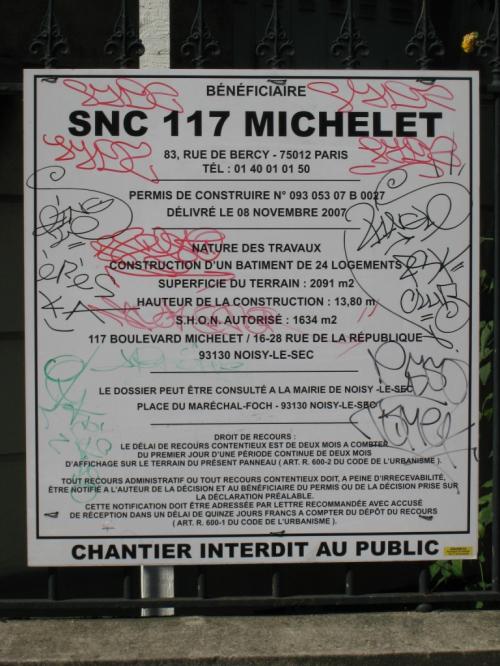 BÉNÉFICIAIRE
SNC 117 MICHELET
83, RUE DE BERCY - 75012 PARIS
TÉL : 01 40 01 01 50
PERMIS DE CONSTRUIRE N° 093 053 07 B 0027
DÉLIVRÉ LE 08 NOVEMBRE 2007
NATURE DES TRAVAUX
CONSTRUCTION D'UN BATIMENT DE 24 LOGEMENTS
SUPERFICIE DU TERRAIN : 2091 m2
HAUTEUR DE LA CONSTRUCTION : 13,80 m
S.H.O.N. AUTORISÉ : 1634 m2
117 BOULEVARD MICHELET / 16-28 RUE DE LA RÉPUBLIQUE
93130 NOISY-LE-SEC
LE DOSSIER PEUT ÊTRE CONSULTÉ A LA MAIRIE DE NOISY -LE-SEC
PLACE DU MARÉCHAL-FOCH - 93130 NOISY-LE-SEC
DROIT DE RECOURS :
LE DÉLAI DE RECOURS CONTENTIEUX EST DE DEUX MOIS A COMPTER
DU PREMIER JOUR D'UNE PÉRIODE CONTINUE DE DEUX MOIS
D'AFFICHAGE SUR LE TERRAIN DU PRÉSENT PANNEAU ( ART. R. 600-2 DU CODE DE L'URBANISME ).
TOUT RECOURS ADMINISTRATIF OU TOUT RECOURS CONTENTIEUX DOIT, A PEINE D'IRRECEVABILITÉ,
ÊTRE NOTIFIÉ A L'AUTEUR DE LA DÉCISION ET AU BÉNÉFICIAIRE DU PERMIS OU DE LA DÉCISION PRISE SUR
LA DÉCLARATION PRÉALABLE.
CETTE NOTIFICATION DOIT ÊTRE ADRESSÉE PAR LETTRE RECOMMANDÉE AVEC ACCUSÉ
DE RÉCEPTION DANS UN DÉLAI DE QUINZE JOURS FRANCS A COMPTER DU DÉPÔT DU RECOURS
( ART. R. 600-1 DU CODE DE L'URBANISME ).
CHANTIER INTERDIT AU PUBLIC